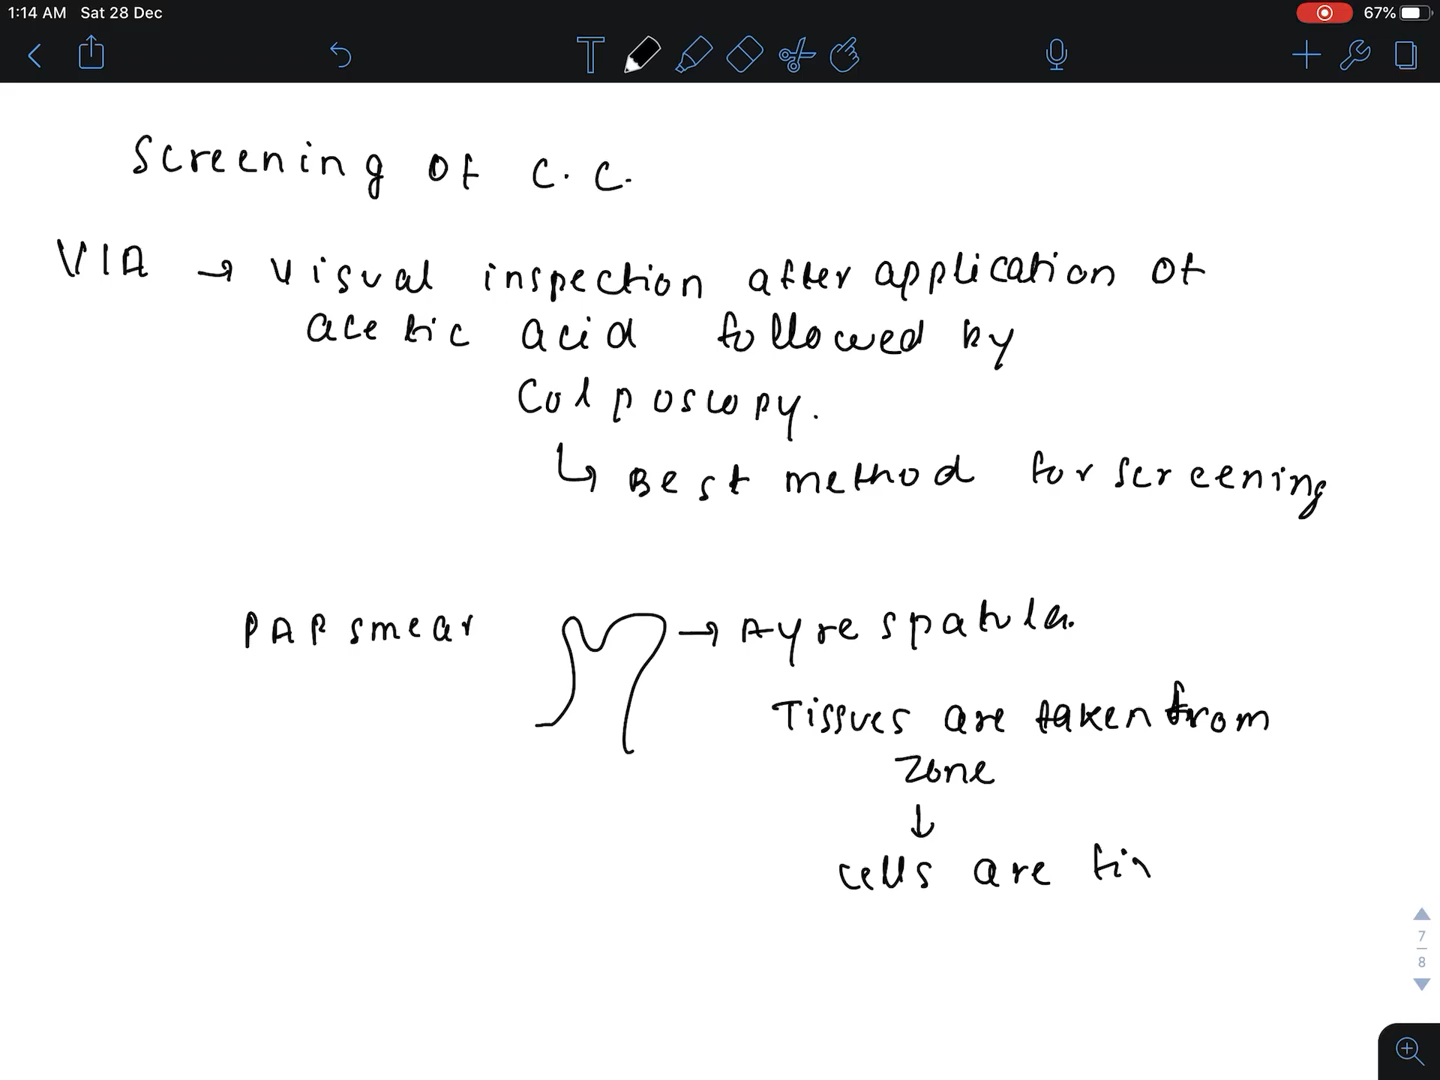 1:14 AM Sat 28 Dec
67%
Screening of C.C.
VIA → Visual inspection after application of
acetic acid followed by
Colposcopy.
↳ Best method for screening
PAP smear → Ayre spatula.
Tissues are taken from
zone
↓
cells are
7
8